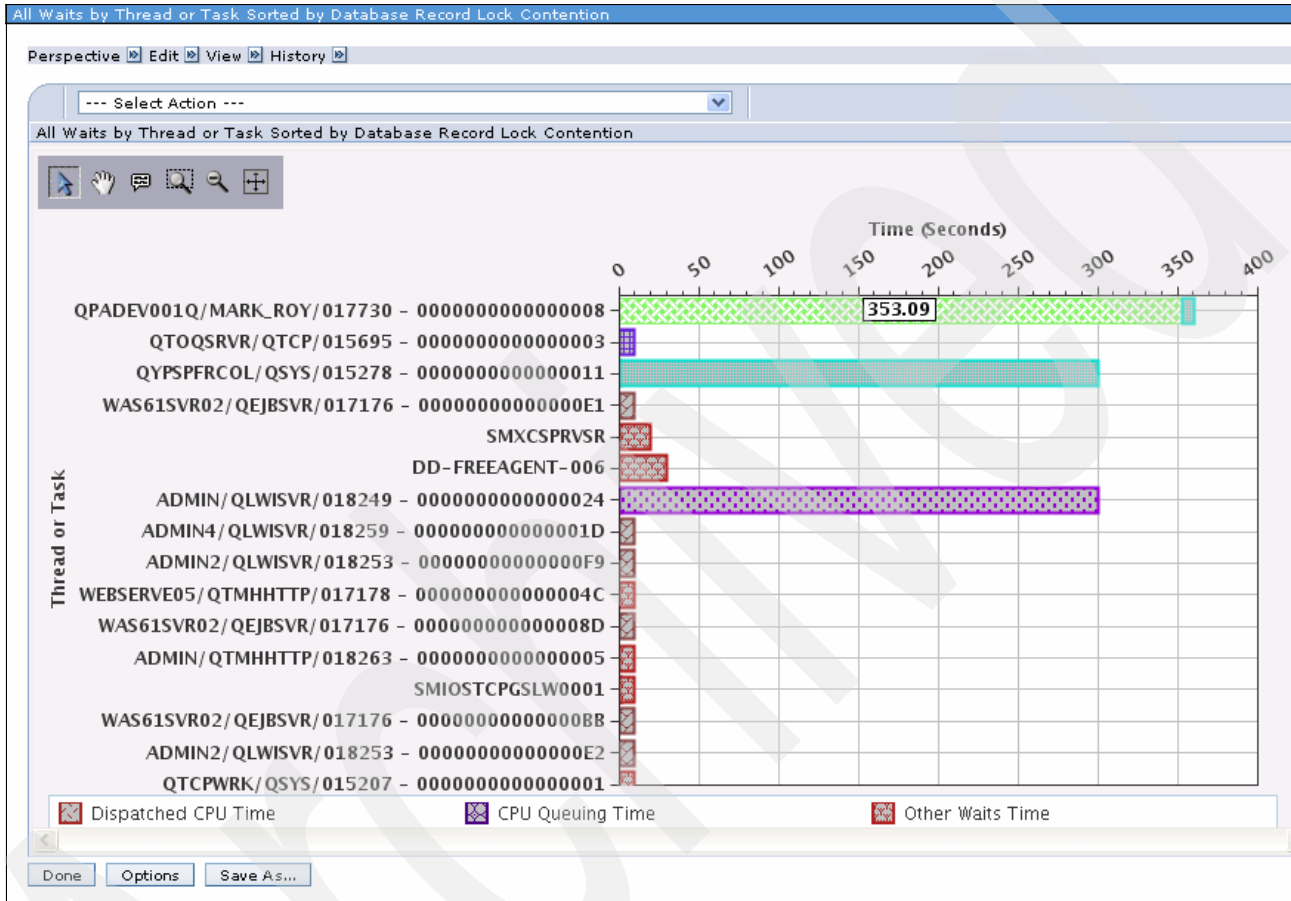 All Waits by Thread or Task Sorted by Database Record Lock Contention
Perspective Edit View History
--- Select Action ---
All Waits by Thread or Task Sorted by Database Record Lock Contention
Time (Seconds)
0 50 100 150 200 250 300 350 400
QPADEV001Q/MARK_ROY/017730 - 0000000000000008
353.09
QTOQSRVR/QTCP/015695 - 0000000000000003
QYPSPFRCOL/QSYS/015278 - 0000000000000011
WAS61SVR02/QEJBSVR/017176 - 00000000000000E1
SMXCSPRVSR
DD-FREEAGENT-006
ADMIN/QLWISVR/018249 - 0000000000000024
ADMIN4/QLWISVR/018259 - 000000000000001D
ADMIN2/QLWISVR/018253 - 00000000000000F9
WEBSERVE05/QTMHHTTP/017178 - 000000000000004C
WAS61SVR02/QEJBSVR/017176 - 000000000000008D
ADMIN/QTMHHTTP/018263 - 0000000000000005
SMIOSTCPGSLW0001
WAS61SVR02/QEJBSVR/017176 - 00000000000000BB
ADMIN2/QLWISVR/018253 - 00000000000000E2
QTCPWRK/QSYS/015207 - 0000000000000001
Thread or Task
Dispatched CPU Time CPU Queuing Time Other Waits Time
Done Options Save As...
Archived